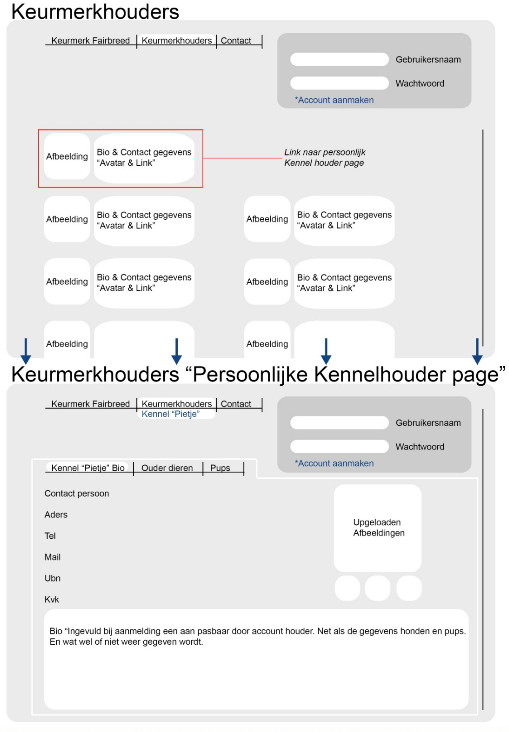 Keurmerkhouders
Keurmerk Fairbreed Keurmerkhouders Contact
Gebruikersnaam
Wachtwoord
*Account aanmaken
Afbeelding
Bio & Contact gegevens
“Avatar & Link”
Link naar persoonlijk
Kennel houder page
Afbeelding
Bio & Contact gegevens
“Avatar & Link”
Afbeelding
Bio & Contact gegevens
“Avatar & Link”
Afbeelding
Bio & Contact gegevens
“Avatar & Link”
Afbeelding
Bio & Contact gegevens
“Avatar & Link”
Afbeelding
Afbeelding
Keurmerkhouders “Persoonlijke Kennelhouder page”
Keurmerk Fairbreed Keurmerkhouders Contact
Kennel “Pietje”
Gebruikersnaam
Wachtwoord
*Account aanmaken
Kennel “Pietje” Bio Ouder dieren Pups
Contact persoon
Aders
Tel
Mail
Ubn
Kvk
Upgeloaden
Afbeeldingen
Bio “Ingevuld bij aanmelding een aan pasbaar door account houder. Net als de gegevens honden en pups.
En wat wel of niet weer gegeven wordt.